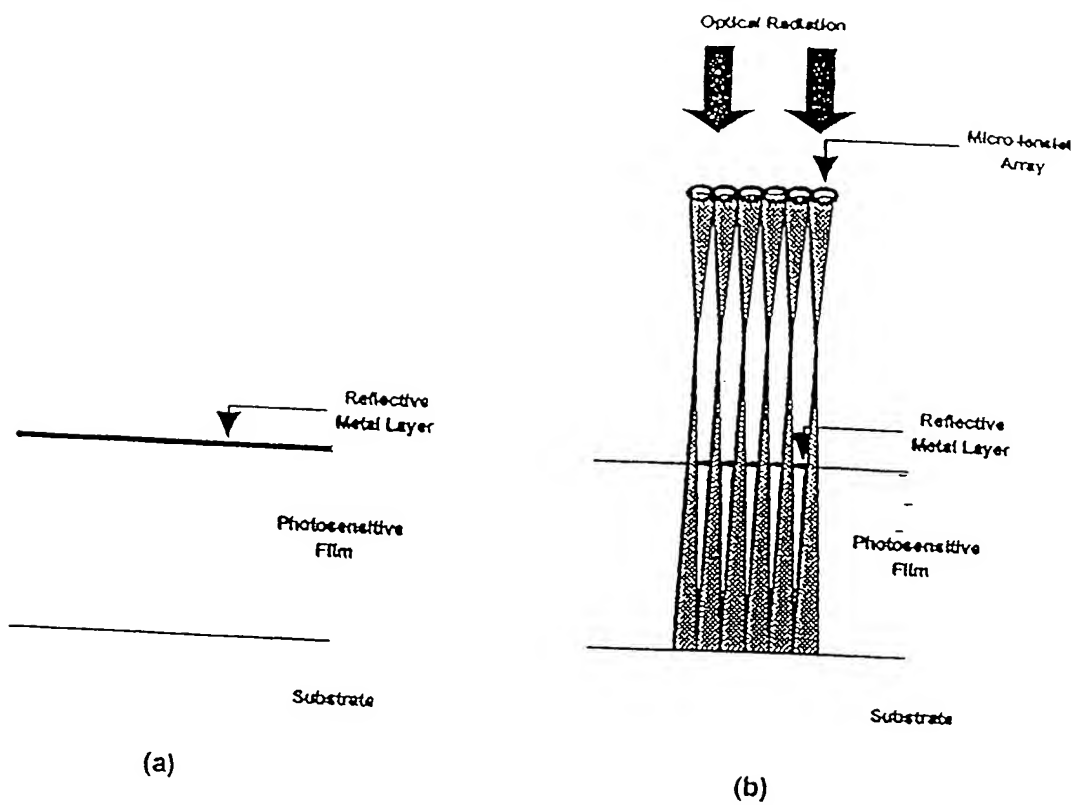 Reflective
Metal Layer
Photosensitive
Film
Substrate
(a)
Optical Radiation
Micro-lenslet
Array
Reflective
Metal Layer
Photosensitive
Film
Substrate
(b)